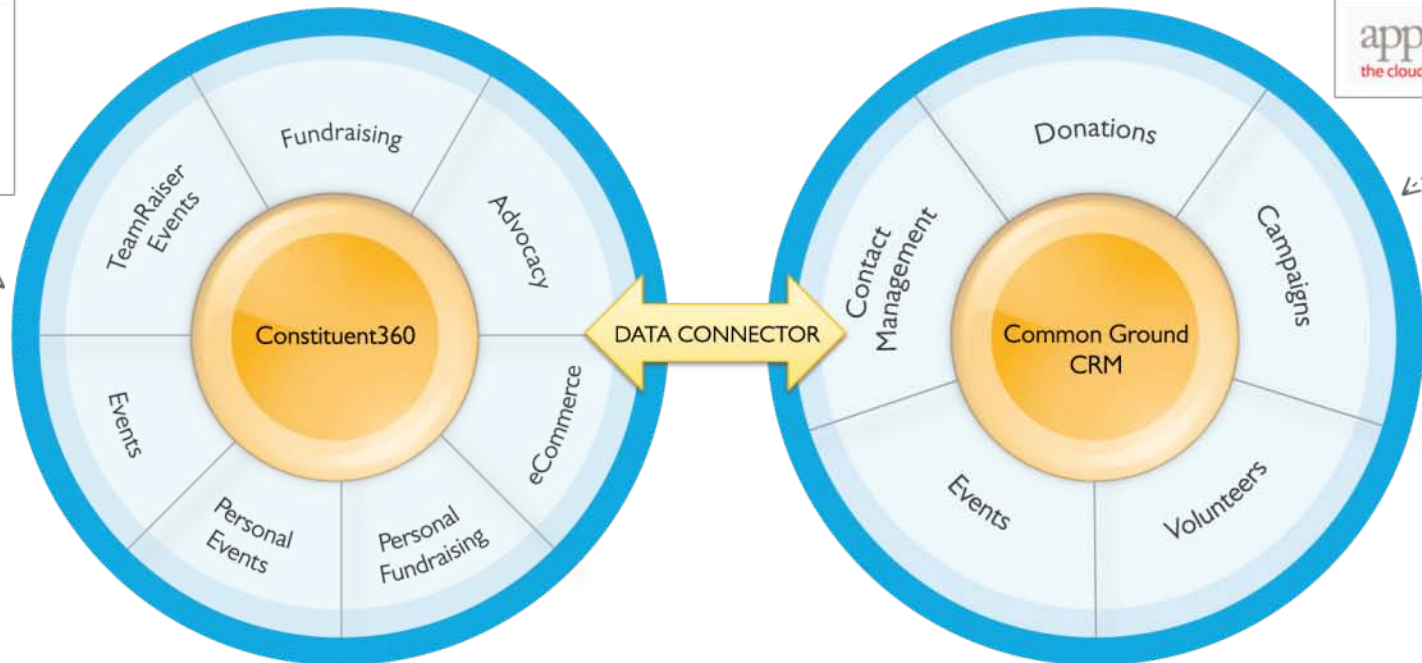 Fundraising
TeamRaiser
Events
Advocacy
Constituent360
Events
eCommerce
Personal
Events
Personal
Fundraising
DATA CONNECTOR
Donations
Contact
Management
Campaigns
Common Ground
CRM
Events
Volunteers
app
the cloud